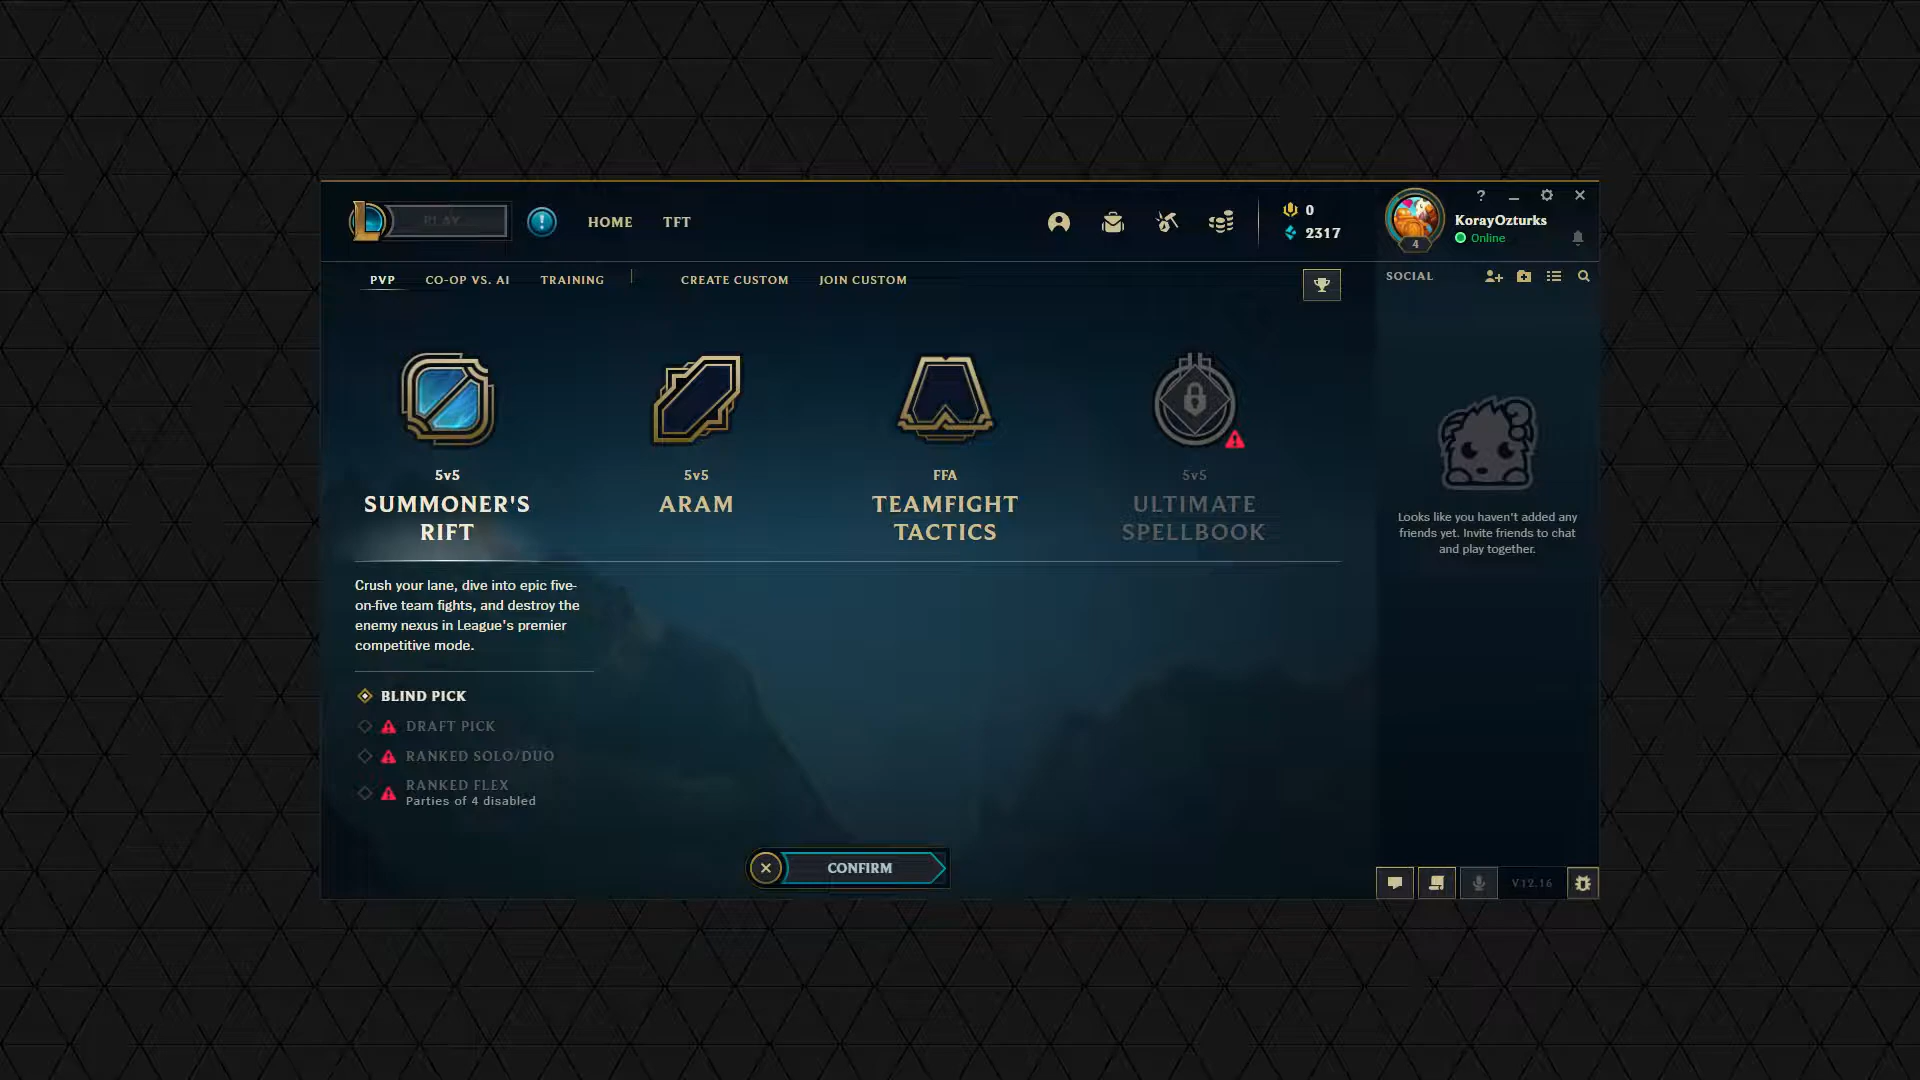 PLAY
HOME
TFT
0
2317
4
KorayOzturks
Online
PVP
CO-OP VS. AI
TRAINING
CREATE CUSTOM
JOIN CUSTOM
SOCIAL
5v5
SUMMONER'S
RIFT
5v5
ARAM
FFA
TEAMFIGHT
TACTICS
5v5
ULTIMATE
SPELLBOOK
Looks like you haven't added any
friends yet. Invite friends to chat
and play together.
Crush your lane, dive into epic five-
on-five team fights, and destroy the
enemy nexus in League's premier
competitive mode.
BLIND PICK
DRAFT PICK
RANKED SOLO/DUO
RANKED FLEX
Parties of 4 disabled
CONFIRM
V12.16